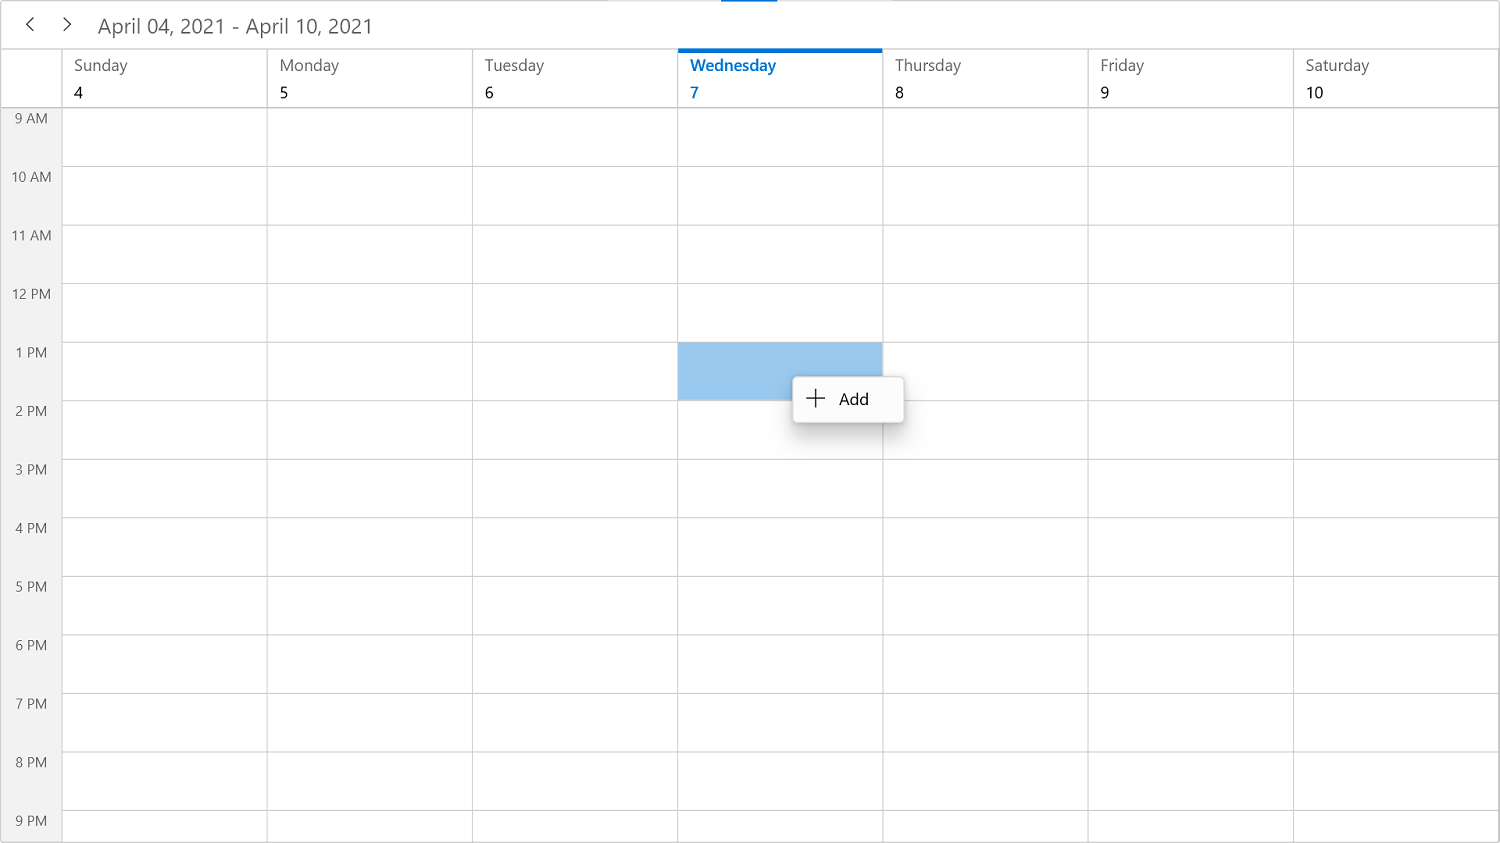 April 04, 2021 - April 10, 2021
Sunday Monday Tuesday Wednesday Thursday Friday Saturday
4 5 6 7 8 9 10
9 AM
10 AM
11 AM
12 PM
1 PM
Add
2 PM
3 PM
4 PM
5 PM
6 PM
7 PM
8 PM
9 PM